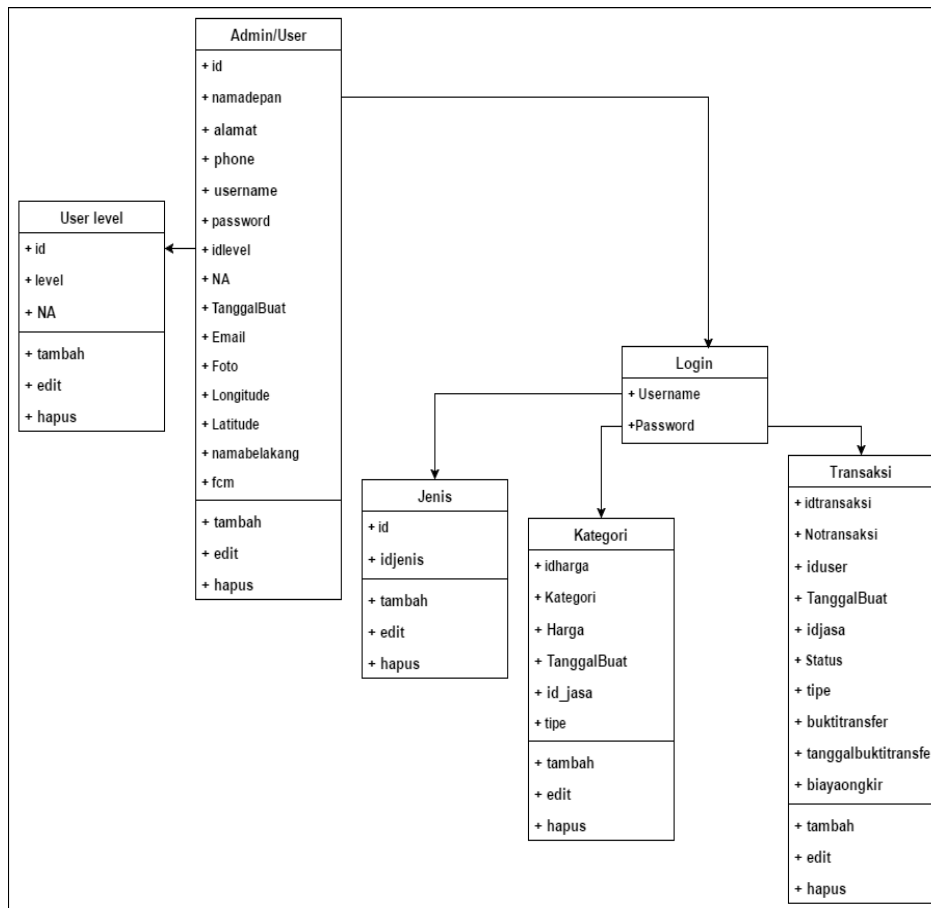 Admin/User
+ id
+ namadepan
+ alamat
+ phone
+ username
+ password
+ idlevel
+ NA
+ TanggalBuat
+ Email
+ Foto
+ Longitude
+ Latitude
+ namabelakang
+ fcm
+ tambah
+ edit
+ hapus
User level
+ id
+ level
+ NA
+ tambah
+ edit
+ hapus
Login
+ Username
+Password
Jenis
+ id
+ idjenis
+ tambah
+ edit
+ hapus
Kategori
+ idharga
+ Kategori
+ Harga
+ TanggalBuat
+ id_jasa
+ tipe
+ tambah
+ edit
+ hapus
Transaksi
+ idtransaksi
+ Notransaksi
+ iduser
+ TanggalBuat
+ idjasa
+ Status
+ tipe
+ buktitransfer
+ tanggalbuktitransfe
+ biayaongkir
+ tambah
+ edit
+ hapus